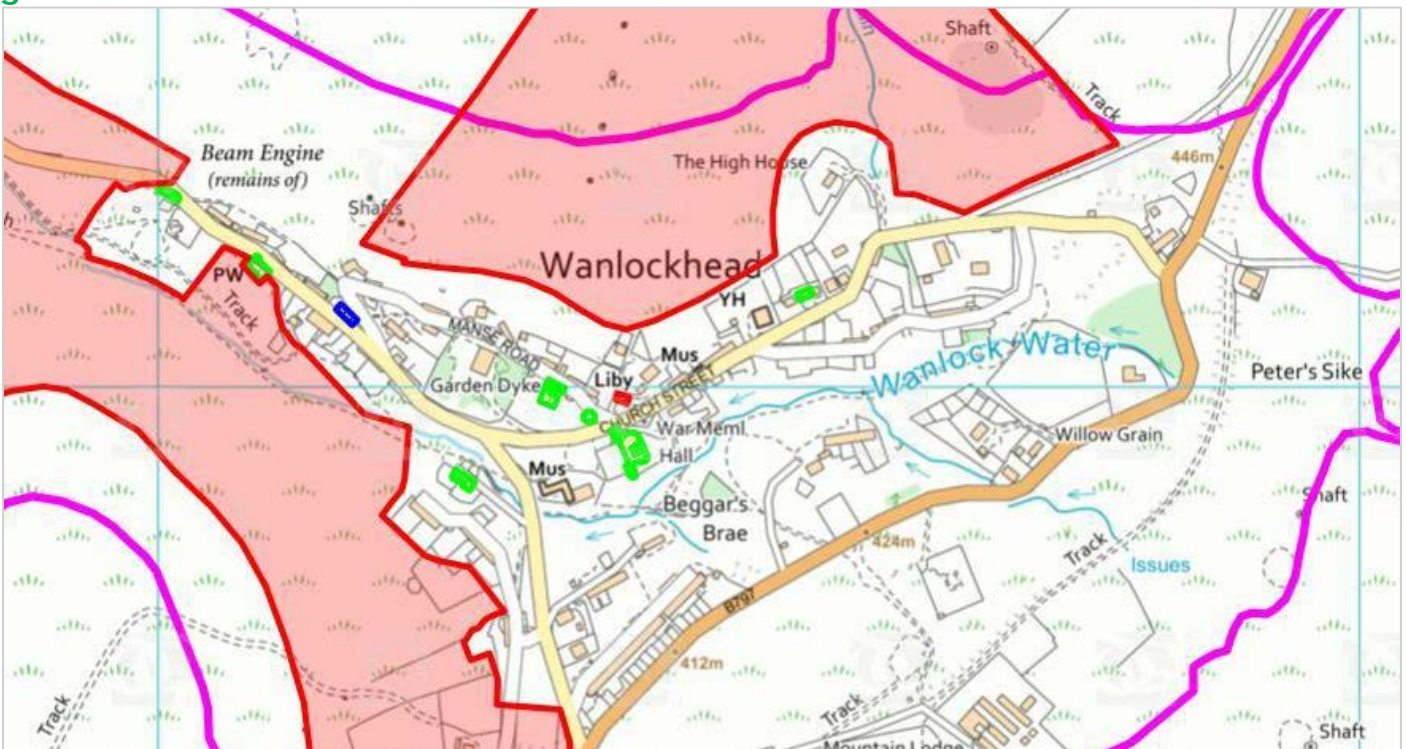 Shaft
Track
446m
Beam Engine
(remains of)
The High House
Shafts
Wanlockhead
PW
Track
YH
MANSE ROAD
Mus
Garden Dyke
Liby
CHURCH STREET
Wanlock Water
Peter's Sike
War Meml
Hall
Willow Grain
Mus
Beggar's
Brae
Shaft
424m
Track
Issues
B797
412m
Track
Track
Shaft
Mountain Lodge